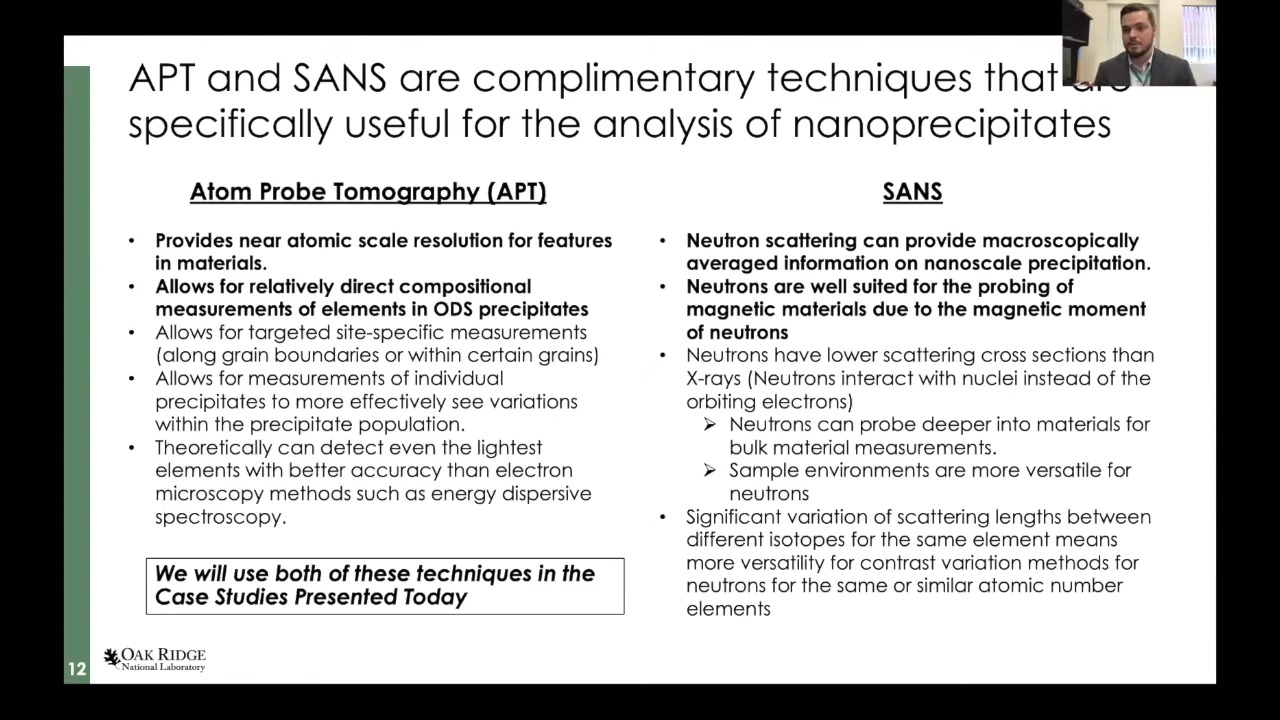 APT and SANS are complimentary techniques that
specifically useful for the analysis of nanoprecipitates
Atom Probe Tomography (APT)
• Provides near atomic scale resolution for features
in materials.
• Allows for relatively direct compositional
measurements of elements in ODS precipitates
• Allows for targeted site-specific measurements
(along grain boundaries or within certain grains)
• Allows for measurements of individual
precipitates to more effectively see variations
within the precipitate population.
• Theoretically can detect even the lightest
elements with better accuracy than electron
microscopy methods such as energy dispersive
spectroscopy.
We will use both of these techniques in the
Case Studies Presented Today
SANS
• Neutron scattering can provide macroscopically
averaged information on nanoscale precipitation.
• Neutrons are well suited for the probing of
magnetic materials due to the magnetic moment
of neutrons
• Neutrons have lower scattering cross sections than
X-rays (Neutrons interact with nuclei instead of the
orbiting electrons)
➢ Neutrons can probe deeper into materials for
bulk material measurements.
➢ Sample environments are more versatile for
neutrons
• Significant variation of scattering lengths between
different isotopes for the same element means
more versatility for contrast variation methods for
neutrons for the same or similar atomic number
elements
12
OAK RIDGE
National Laboratory